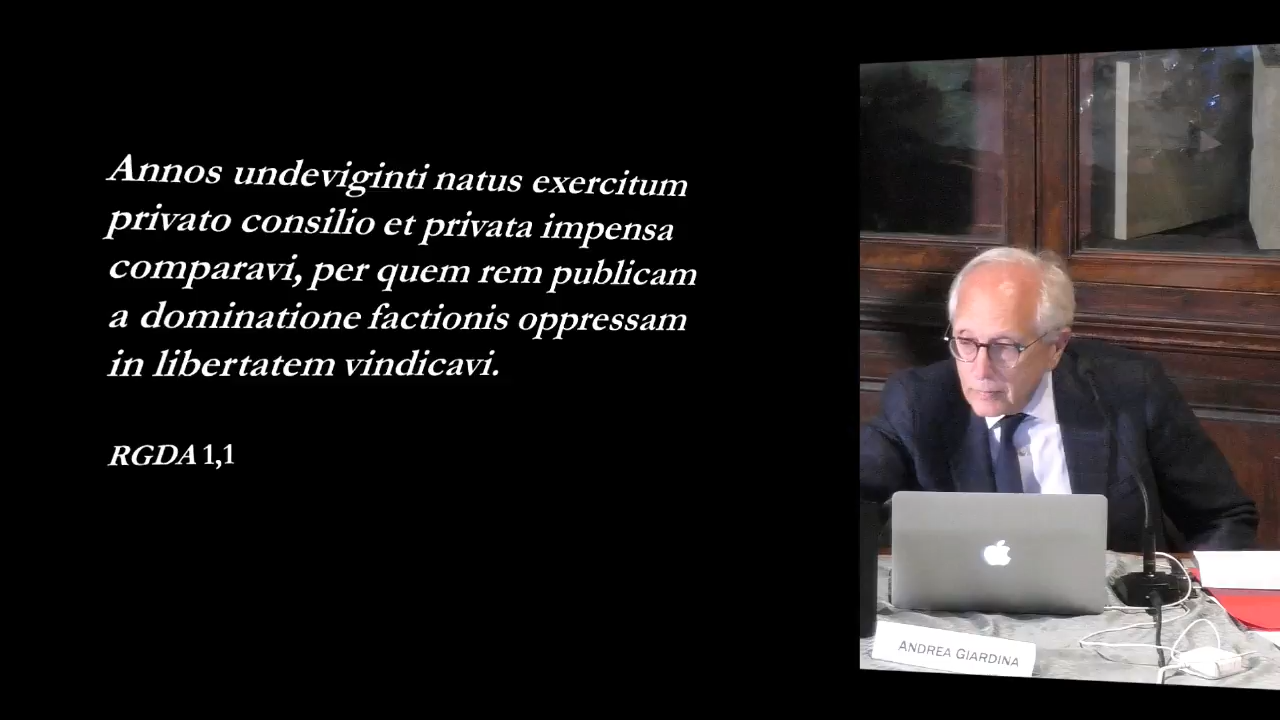 Annos undeviginti natus exercitum
privato consilio et privata impensa
comparavi, per quem rem publicam
a dominatione factionis oppressam
in libertatem vindicavi.
RGDA 1,1
ANDREA GIARDINA